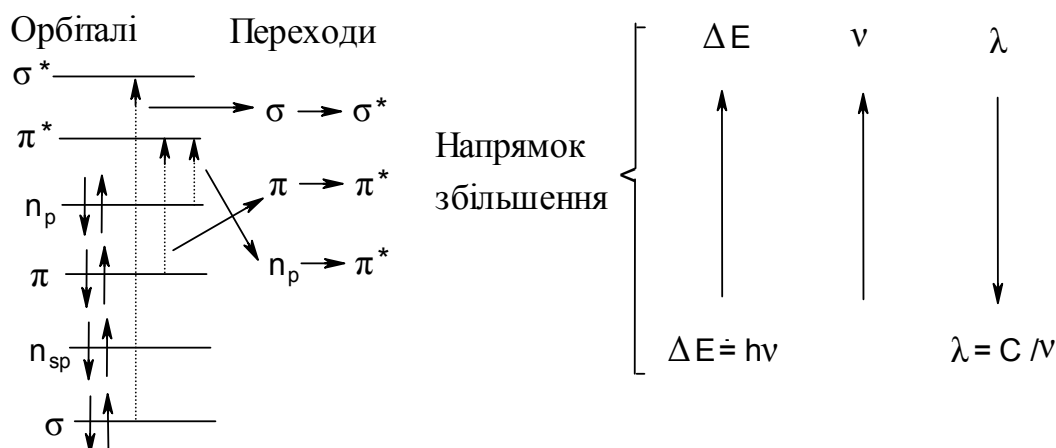 Орбіталі Переходи
σ*
π*
n_p
π
n_sp
σ
σ → σ*
π → π*
n_p → π*
Напрямок
збільшення
ΔE ν λ
ΔE = hν λ = C /ν